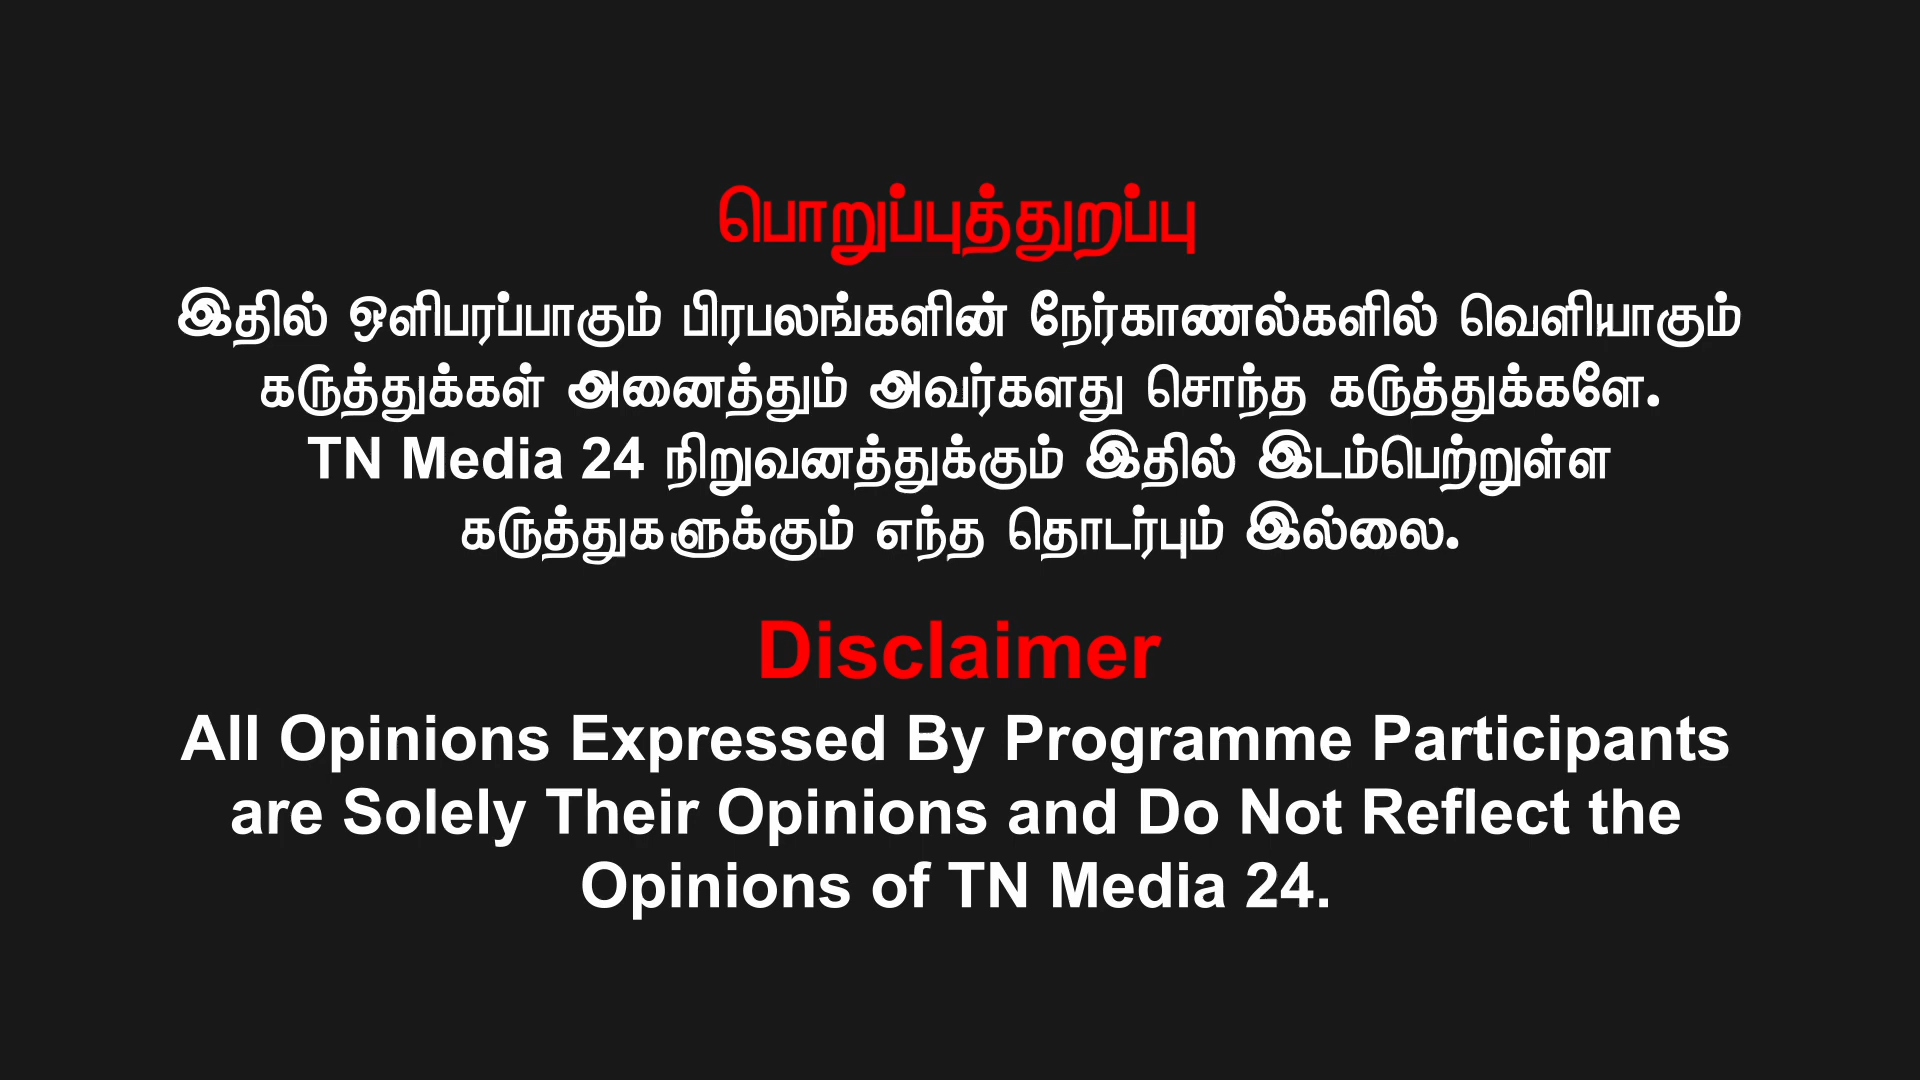 பொறுப்புத்துறப்பு
இதில் ஒளிபரப்பாகும் பிரபலங்களின் நேர்காணல்களில் வெளியாகும்
கருத்துக்கள் அனைத்தும் அவர்களது சொந்த கருத்துக்களே.
TN Media 24 நிறுவனத்துக்கும் இதில் இடம்பெற்றுள்ள
கருத்துகளுக்கும் எந்த தொடர்பும் இல்லை.
Disclaimer
All Opinions Expressed By Programme Participants
are Solely Their Opinions and Do Not Reflect the
Opinions of TN Media 24.